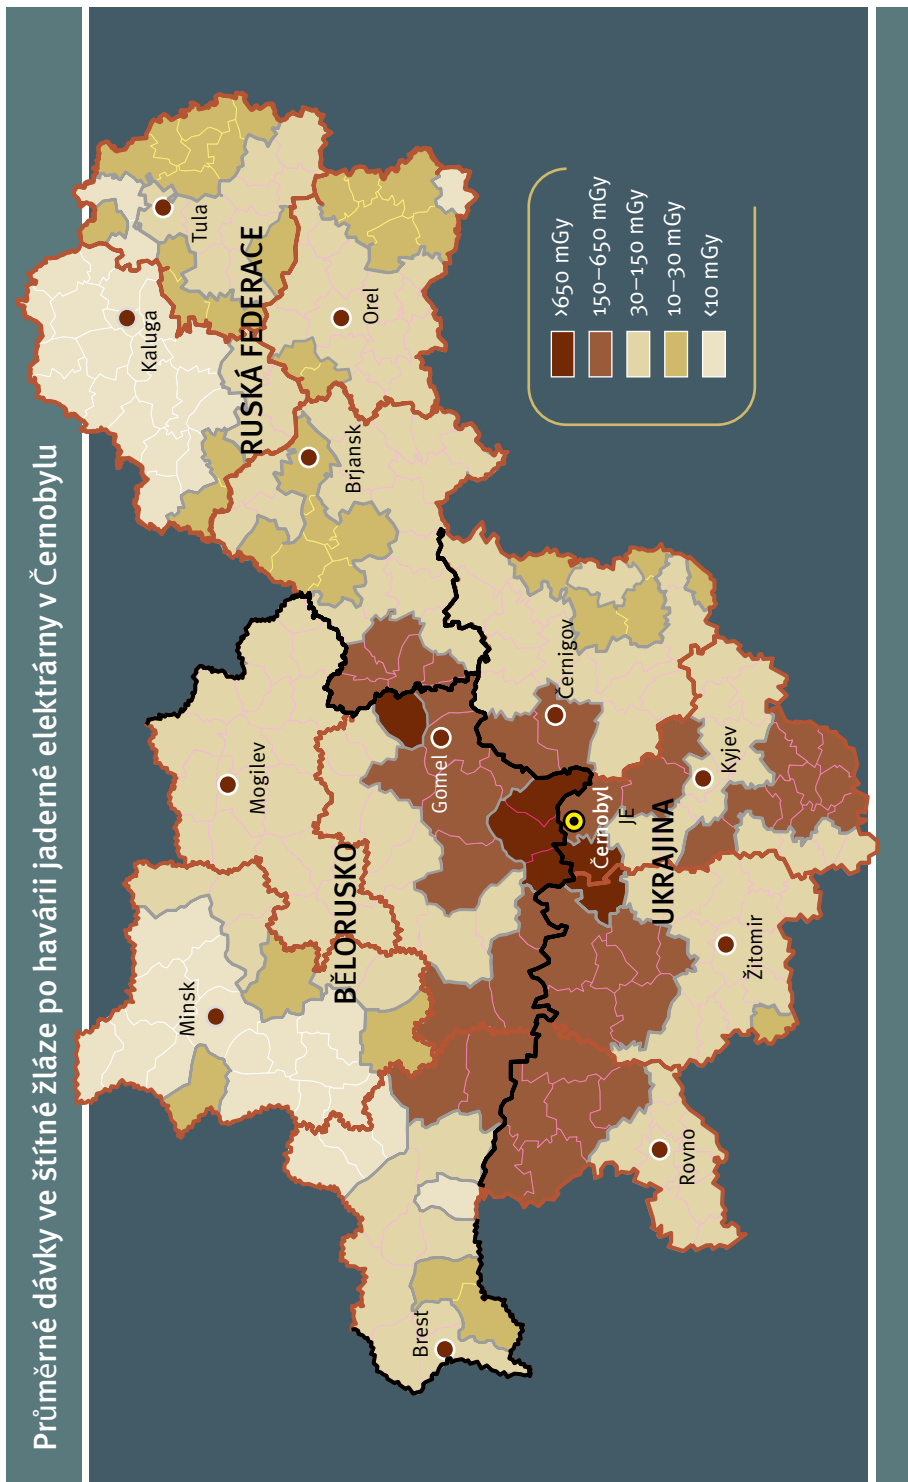 Průměrné dávky ve štítné žláze po havárii jaderné elektrárny v Černobylu
Kaluga
Tula
RUSKÁ FEDERACE
Orel
Brjansk
Mogilev
Minsk
BĚLORUSKO
Gomel
Brest
Černigov
Černobyl
JE
UKRAJINA
Kyjev
Žitomir
Rovno
>650 mGy
150–650 mGy
30–150 mGy
10–30 mGy
<10 mGy